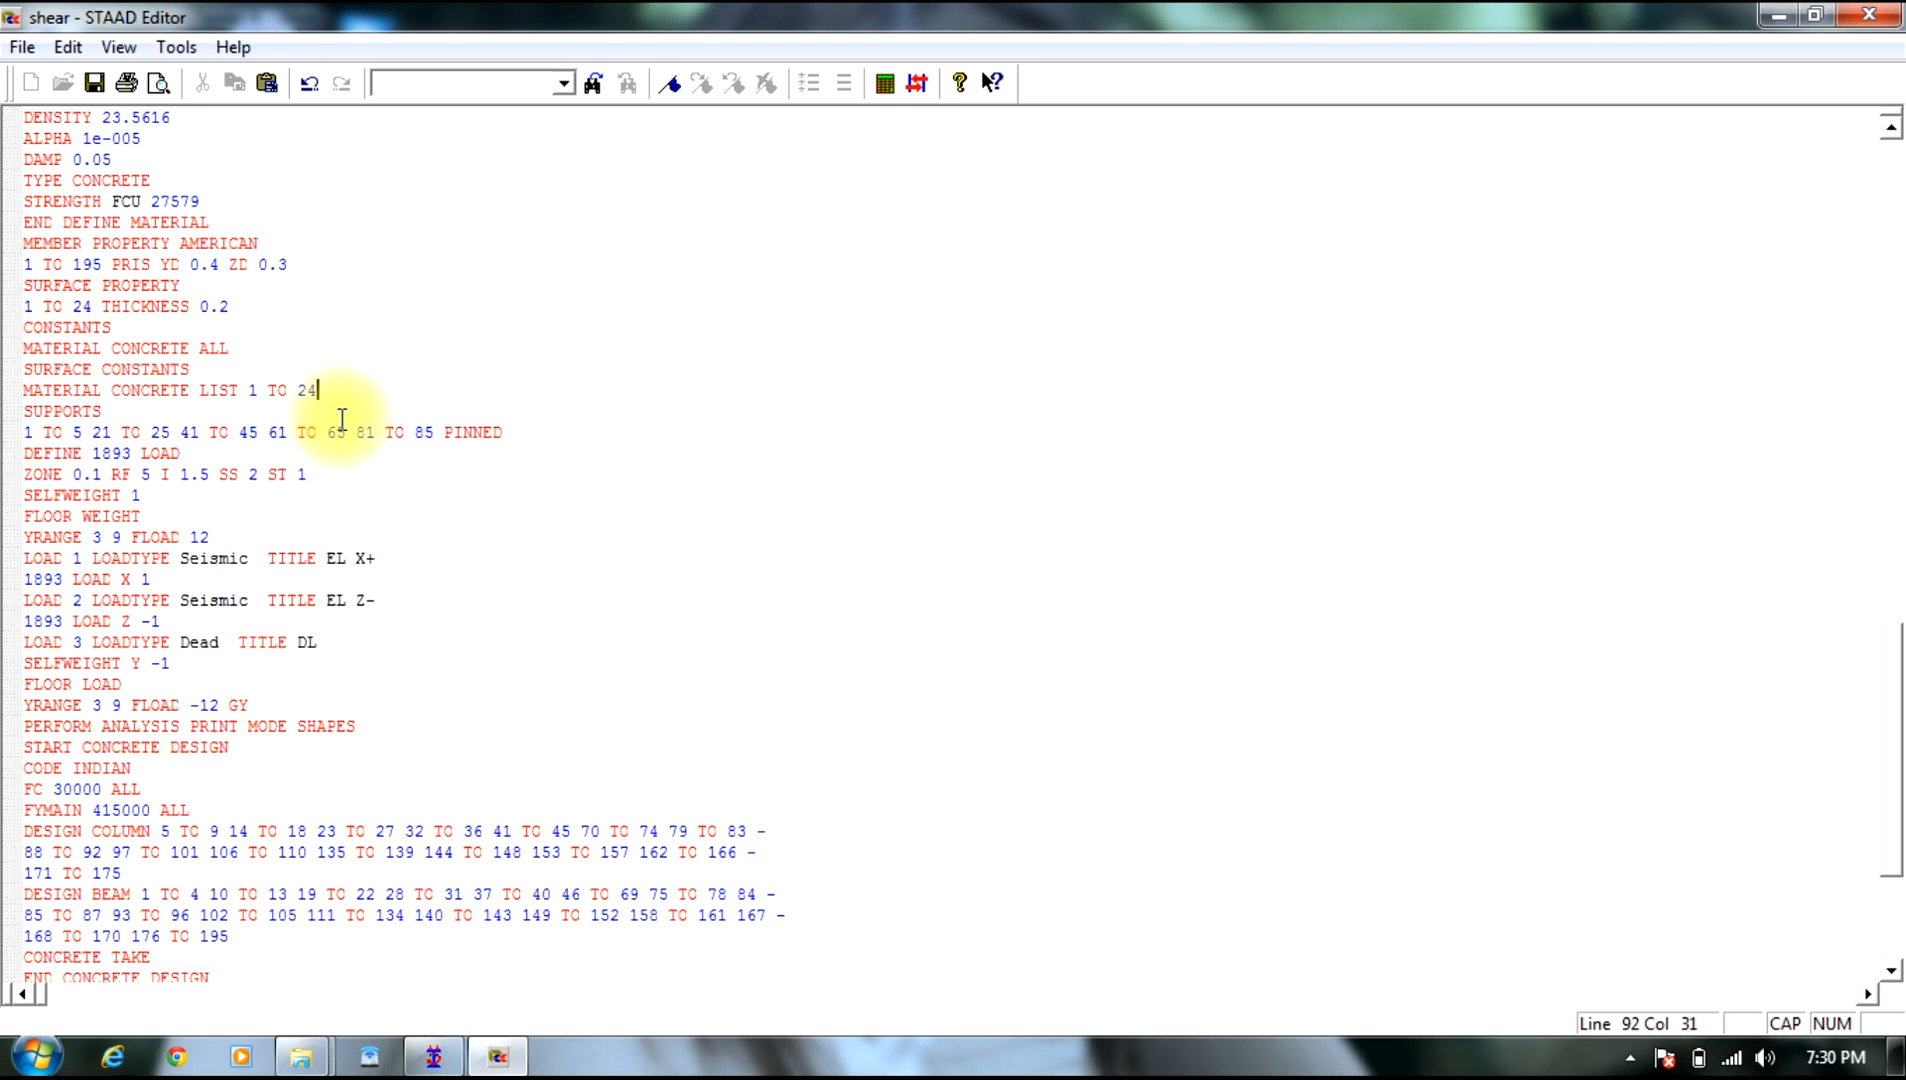 shear - STAAD Editor
File Edit View Tools Help
DENSITY 23.5616
ALPHA 1e-005
DAMP 0.05
TYPE CONCRETE
STRENGTH FCU 27579
END DEFINE MATERIAL
MEMBER PROPERTY AMERICAN
1 TO 195 PRIS YD 0.4 ZD 0.3
SURFACE PROPERTY
1 TO 24 THICKNESS 0.2
CONSTANTS
MATERIAL CONCRETE ALL
SURFACE CONSTANTS
MATERIAL CONCRETE LIST 1 TO 24
SUPPORTS
1 TO 5 21 TO 25 41 TO 45 61 TO 65 81 TO 85 PINNED
DEFINE 1893 LOAD
ZONE 0.1 RF 5 I 1.5 SS 2 ST 1
SELFWEIGHT 1
FLOOR WEIGHT
YRANGE 3 9 FLOAD 12
LOAD 1 LOADTYPE Seismic TITLE EL X+
1893 LOAD X 1
LOAD 2 LOADTYPE Seismic TITLE EL Z-
1893 LOAD Z -1
LOAD 3 LOADTYPE Dead TITLE DL
SELFWEIGHT Y -1
FLOOR LOAD
YRANGE 3 9 FLOAD -12 GY
PERFORM ANALYSIS PRINT MODE SHAPES
START CONCRETE DESIGN
CODE INDIAN
FC 30000 ALL
FYMAIN 415000 ALL
DESIGN COLUMN 5 TO 9 14 TO 18 23 TO 27 32 TO 36 41 TO 45 70 TO 74 79 TO 83 -
88 TO 92 97 TO 101 106 TO 110 135 TO 139 144 TO 148 153 TO 157 162 TO 166 -
171 TO 175
DESIGN BEAM 1 TO 4 10 TO 13 19 TO 22 28 TO 31 37 TO 40 46 TO 69 75 TO 78 84 -
85 TO 87 93 TO 96 102 TO 105 111 TO 134 140 TO 143 149 TO 152 158 TO 161 167 -
168 TO 170 176 TO 195
CONCRETE TAKE
END CONCRETE DESIGN
Line 92 Col 31 CAP NUM
7:30 PM